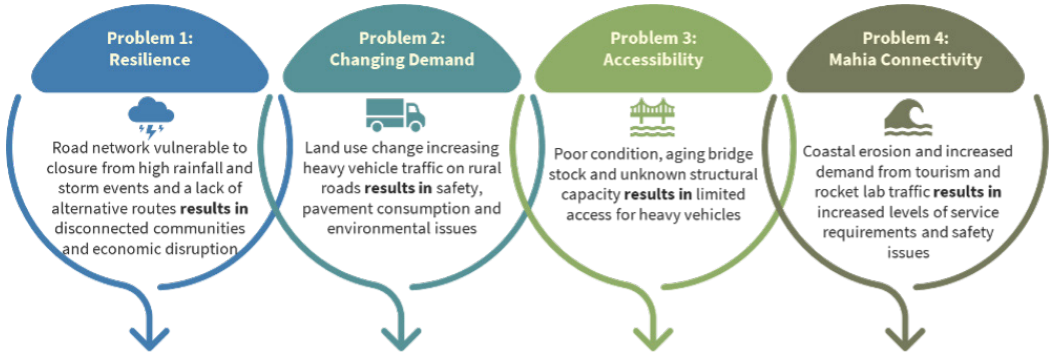 Problem 1:
Resilience
Road network vulnerable to
closure from high rainfall and
storm events and a lack of
alternative routes results in
disconnected communities
and economic disruption
Problem 2:
Changing Demand
Land use change increasing
heavy vehicle traffic on rural
roads results in safety,
pavement consumption and
environmental issues
Problem 3:
Accessibility
Poor condition, aging bridge
stock and unknown structural
capacity results in limited
access for heavy vehicles
Problem 4:
Mahia Connectivity
Coastal erosion and increased
demand from tourism and
rocket lab traffic results in
increased levels of service
requirements and safety
issues